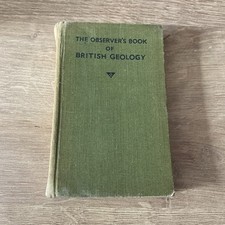 THE OBSERVER'S BOOK
OF
BRITISH GEOLOGY